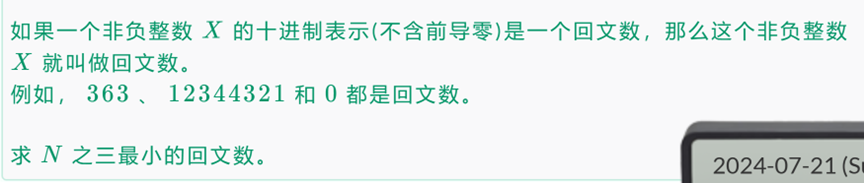 如果一个非负整数 X 的十进制表示(不含前导零)是一个回文数，那么这个非负整数
X 就叫做回文数。
例如， 363 、 12344321 和 0 都是回文数。
求 N 之三最小的回文数。
2024-07-21